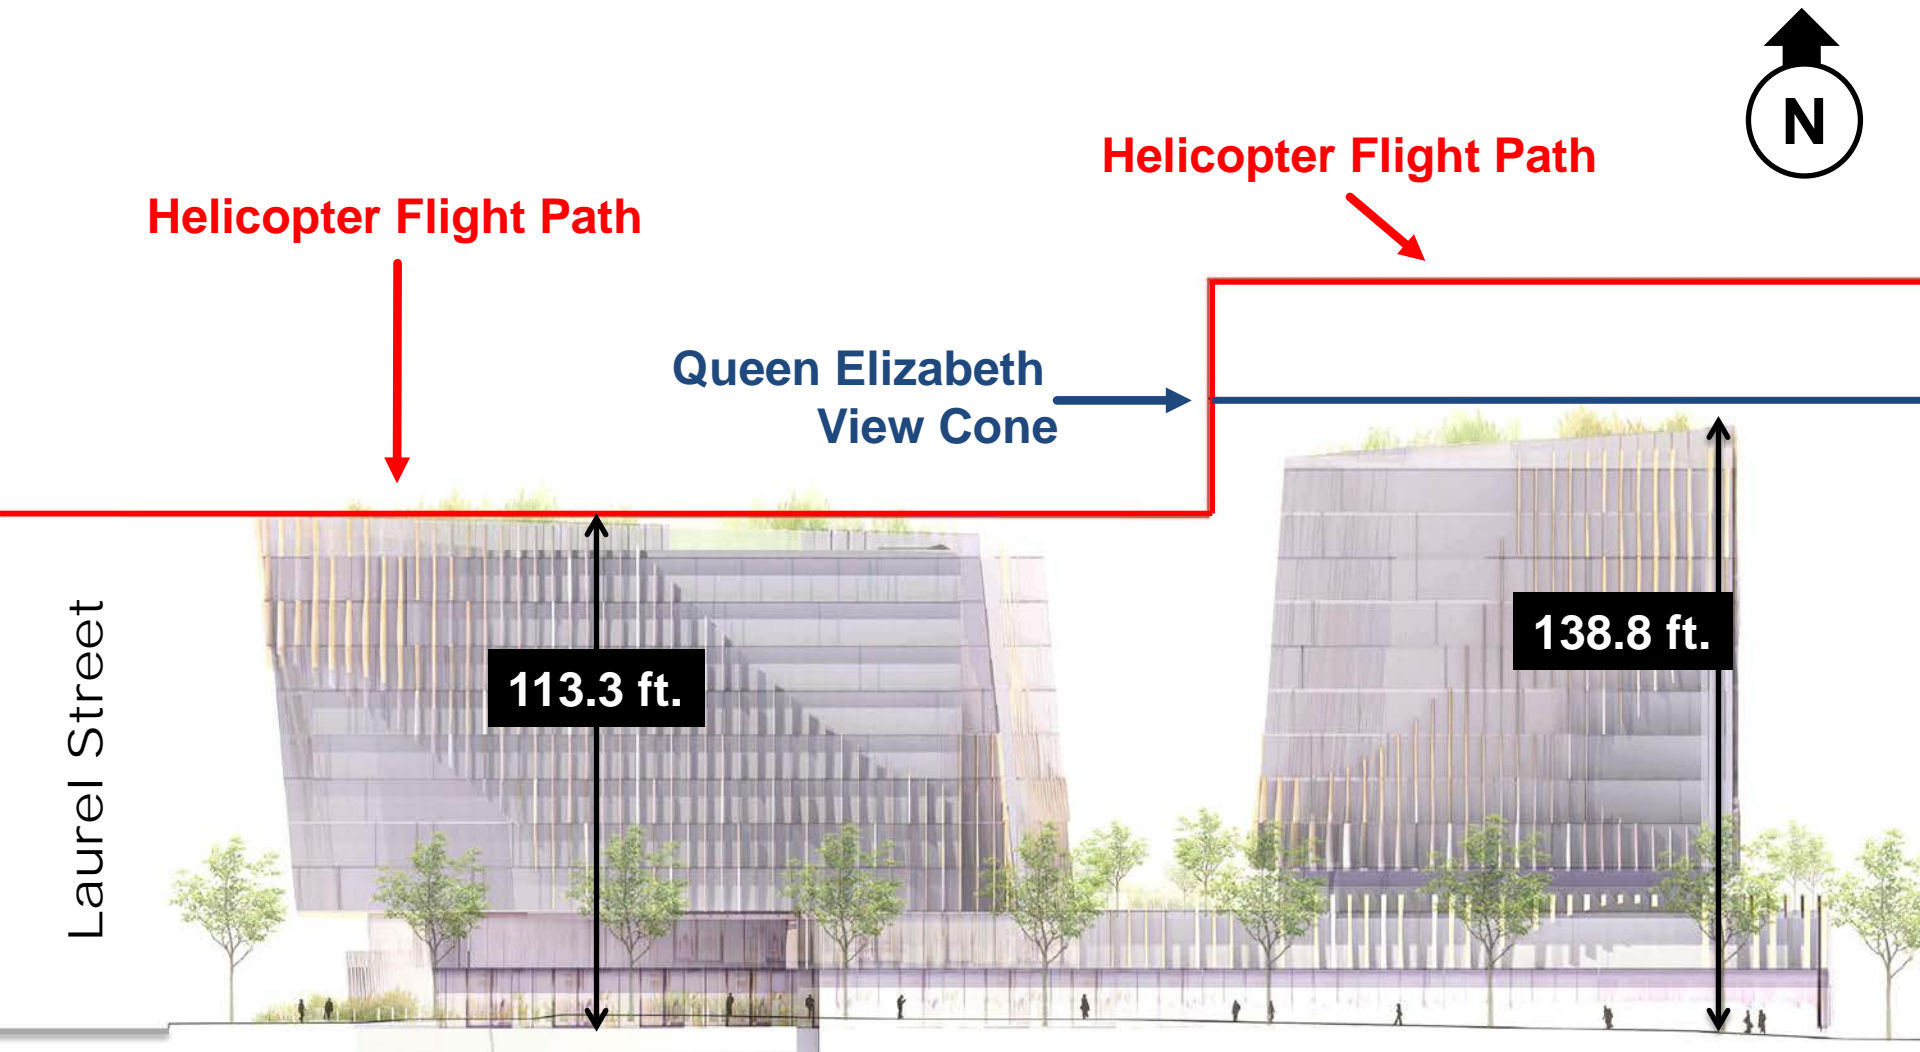 N
Helicopter Flight Path
Helicopter Flight Path
Queen Elizabeth
View Cone
138.8 ft.
113.3 ft.
Laurel Street